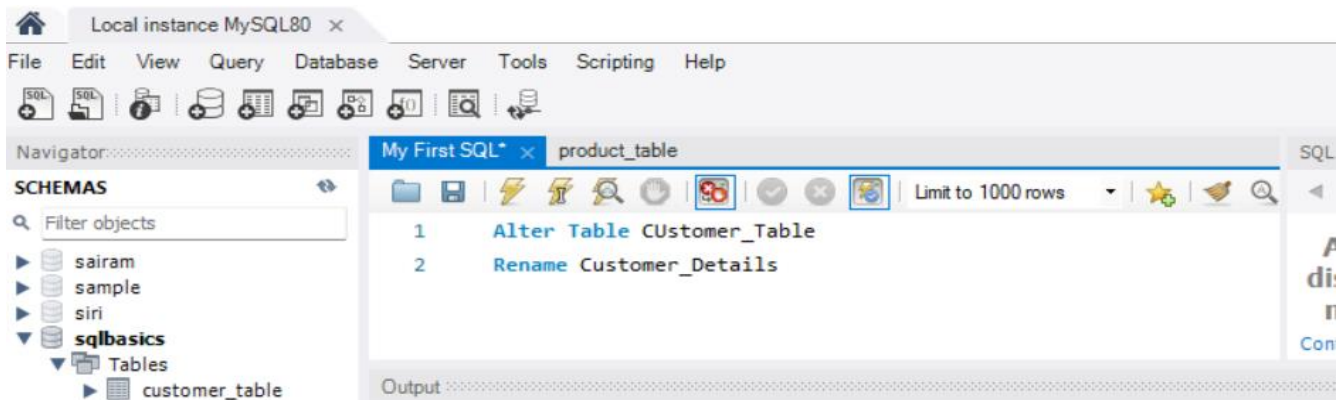 Local instance MySQL80 ×
File Edit View Query Database Server Tools Scripting Help
SQL SQL
Navigator
My First SQL* × product_table
SQL
SCHEMAS
Limit to 1000 rows
Filter objects
1 Alter Table CUstomer_Table
2 Rename Customer_Details
sairam
sample
siri
sqlbasics
Tables
customer_table
Output